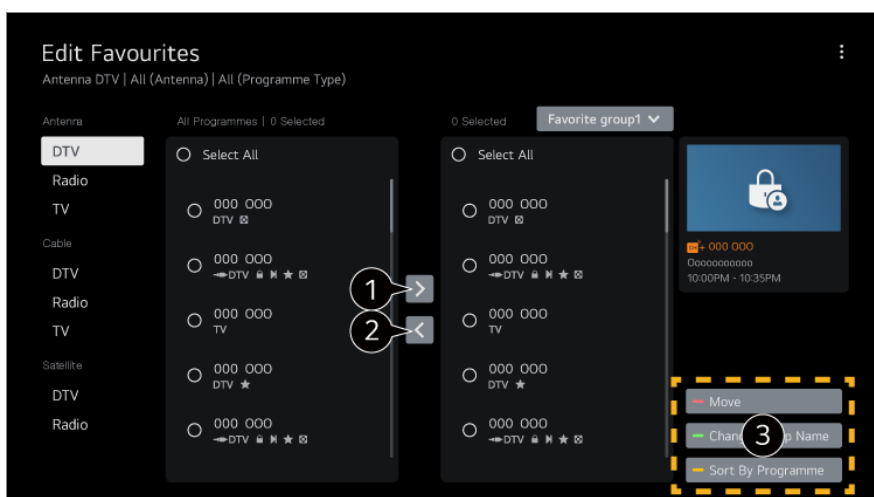 Edit Favourites
Antenna DTV | All (Antenna) | All (Programme Type)
Antenna
DTV
Radio
TV
Cable
DTV
Radio
TV
Satellite
DTV
Radio
All Programmes | 0 Selected
Select All
000 000
DTV
000 000
DTV
000 000
TV
000 000
DTV
000 000
DTV
1
2
0 Selected
Favorite group1
Select All
000 000
DTV
000 000
DTV
000 000
TV
000 000
DTV
000 000
DTV
000 000
Oooooooooo
10:00PM - 10:35PM
Move
3
Name
Sort By Programme